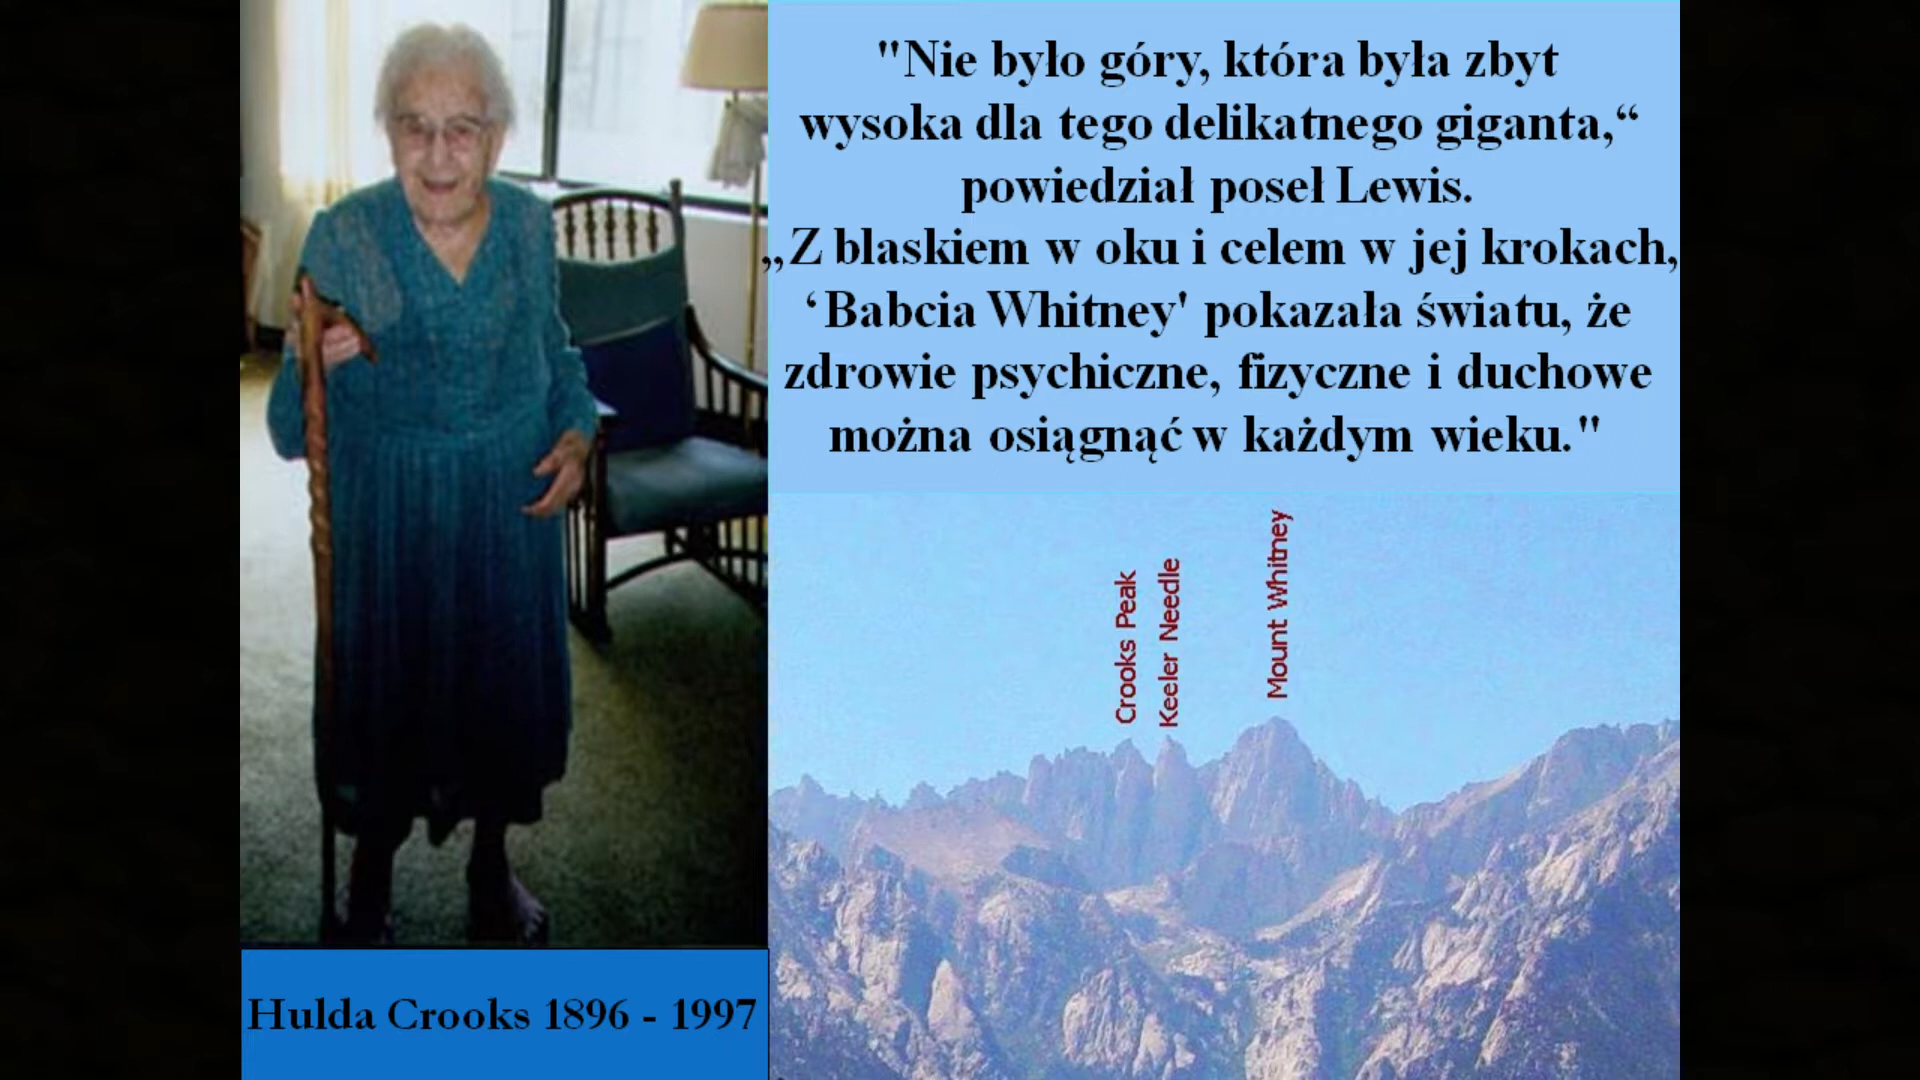 "Nie było góry, która była zbyt
wysoka dla tego delikatnego giganta,“
powiedział poseł Lewis.
„Z blaskiem w oku i celem w jej krokach,
‘Babcia Whitney' pokazała światu, że
zdrowie psychiczne, fizyczne i duchowe
można osiągnąć w każdym wieku."
Crooks Peak
Keeler Needle
Mount Whitney
Hulda Crooks 1896 - 1997